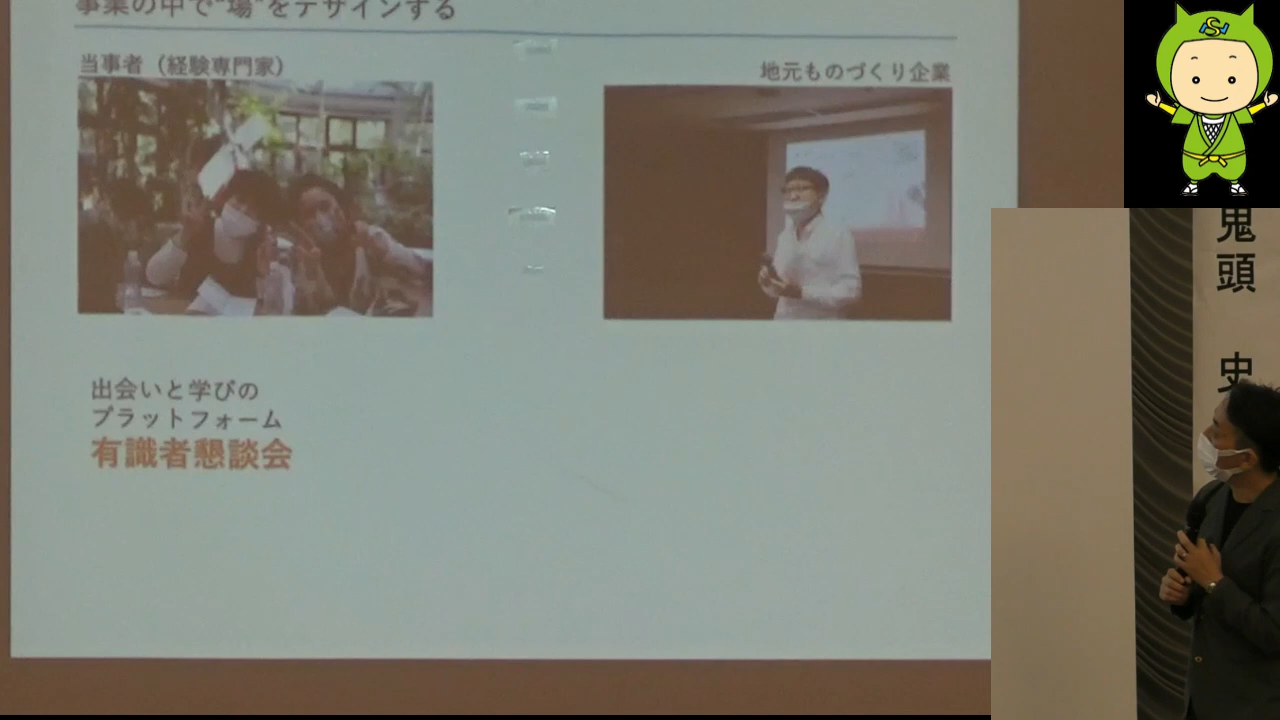 事業の中で“場”をデザインする
当事者（経験専門家）
地元ものづくり企業
出会いと学びの
プラットフォーム
有識者懇談会
鬼頭 史
S